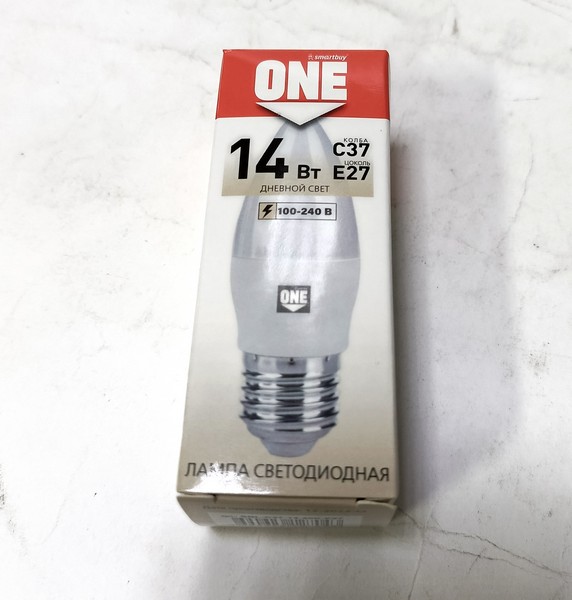 smartbuy
ONE
14 Вт
КОЛБА
C37
ЦОКОЛЬ
E27
ДНЕВНОЙ СВЕТ
100-240 В
ONE
ЛАМПА СВЕТОДИОДНАЯ